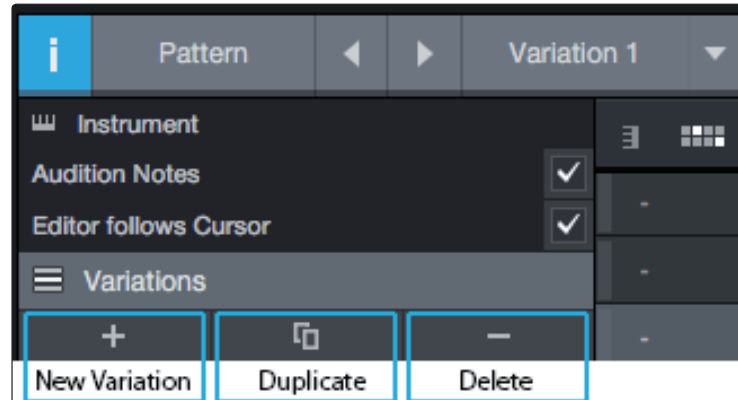 i Pattern Variation 1
Instrument
Audition Notes
Editor follows Cursor
Variations
New Variation Duplicate Delete